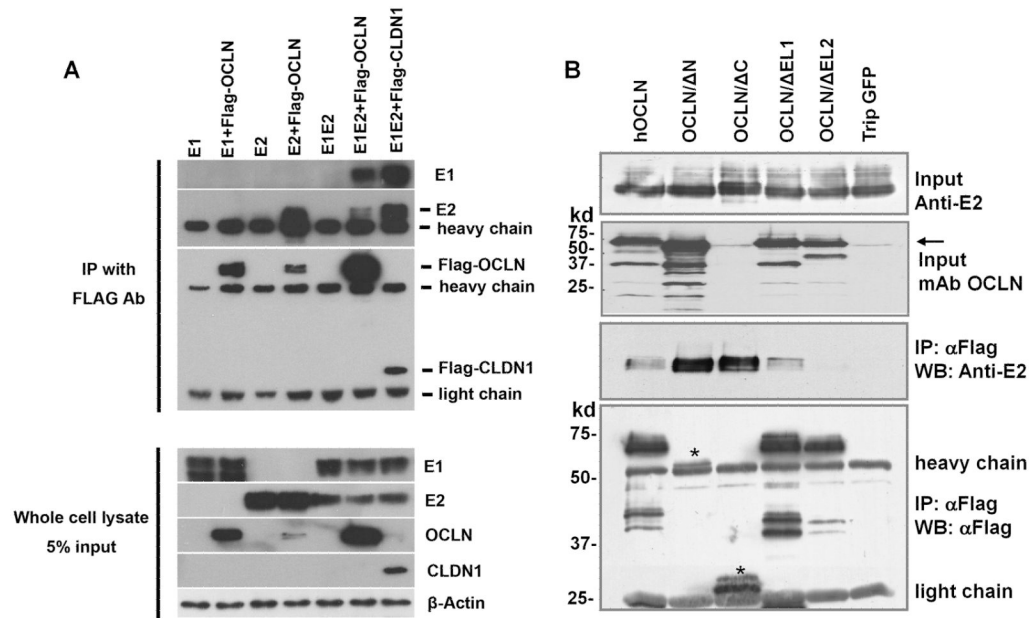 A
E1
E1+Flag-OCLN
E2
E2+Flag-OCLN
E1E2
E1E2+Flag-OCLN
E1E2+Flag-CLDN1
IP with
FLAG Ab
E1
E2
heavy chain
Flag-OCLN
heavy chain
Flag-CLDN1
light chain
Whole cell lysate
5% input
E1
E2
OCLN
CLDN1
β-Actin
B
hOCLN
OCLN/ΔN
OCLN/ΔC
OCLN/ΔEL1
OCLN/ΔEL2
Trip GFP
Input
Anti-E2
kd
75-
50-
37-
25-
Input
mAb OCLN
IP: αFlag
WB: Anti-E2
kd
75-
50-
37-
25-
*
*
heavy chain
IP: αFlag
WB: αFlag
light chain